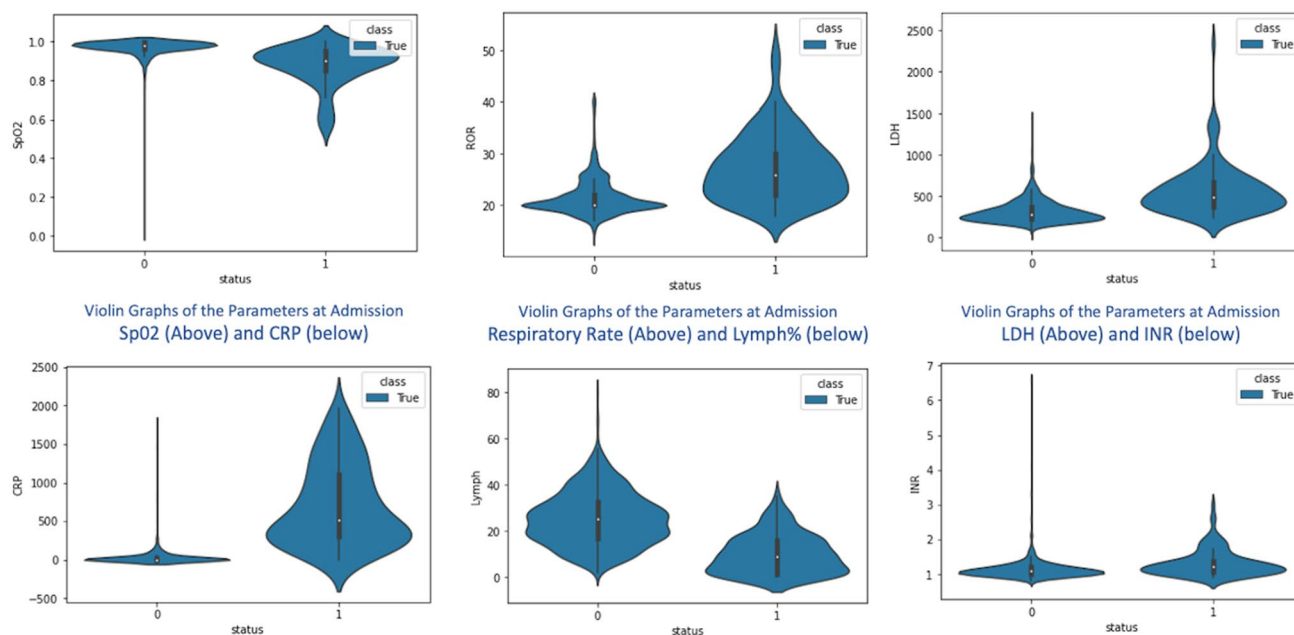 class
True
1.0
0.8
0.6
0.4
0.2
0.0
SpO2
0
1
status
class
True
50
40
30
20
ROR
0
1
status
class
True
2500
2000
1500
1000
500
0
LDH
0
1
status
Violin Graphs of the Parameters at Admission
Sp02 (Above) and CRP (below)
Violin Graphs of the Parameters at Admission
Respiratory Rate (Above) and Lymph% (below)
Violin Graphs of the Parameters at Admission
LDH (Above) and INR (below)
class
True
2500
2000
1500
1000
500
0
−500
CRP
0
1
status
class
True
80
60
40
20
0
Lymph
0
1
status
class
True
7
6
5
4
3
2
1
INR
0
1
status